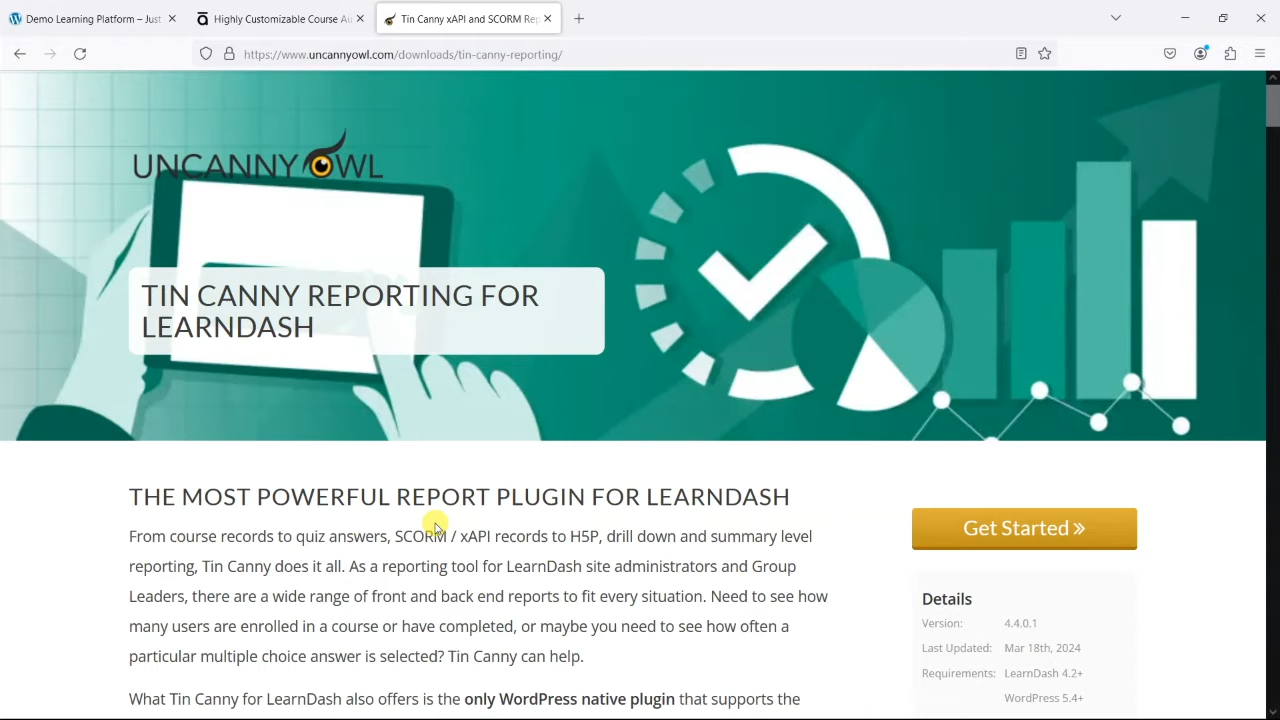 Demo Learning Platform – Just
Highly Customizable Course Au
Tin Canny xAPI and SCORM Rep
https://www.uncannyowl.com/downloads/tin-canny-reporting/
UNCANNY OWL
TIN CANNY REPORTING FOR
LEARNDASH
THE MOST POWERFUL REPORT PLUGIN FOR LEARNDASH
From course records to quiz answers, SCORM / xAPI records to H5P, drill down and summary level
reporting, Tin Canny does it all. As a reporting tool for LearnDash site administrators and Group
Leaders, there are a wide range of front and back end reports to fit every situation. Need to see how
many users are enrolled in a course or have completed, or maybe you need to see how often a
particular multiple choice answer is selected? Tin Canny can help.
What Tin Canny for LearnDash also offers is the only WordPress native plugin that supports the
Get Started »
Details
Version: 4.4.0.1
Last Updated: Mar 18th, 2024
Requirements: LearnDash 4.2+
WordPress 5.4+